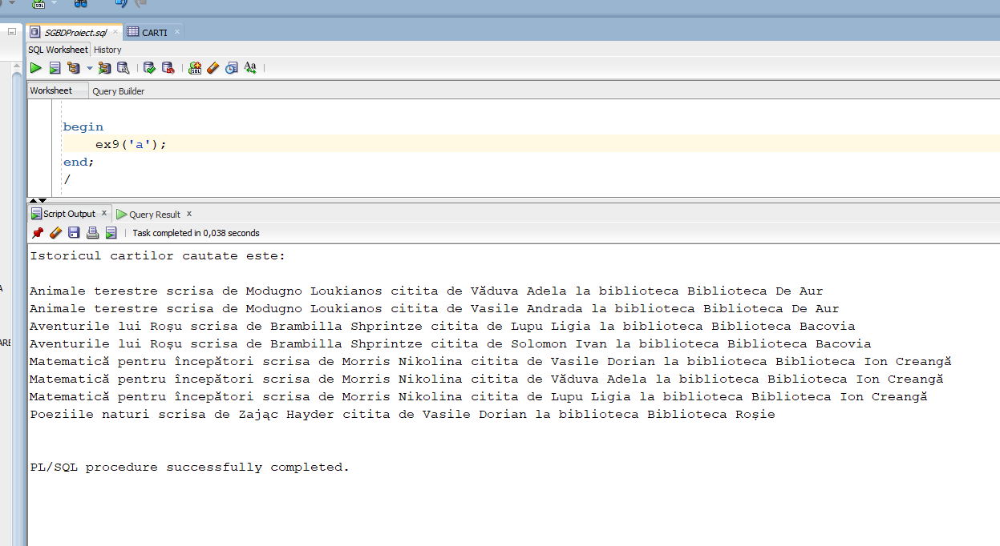 SGBDProiect.sql
CARTI
SQL Worksheet History
Worksheet Query Builder
begin
ex9('a');
end;
/
Script Output x Query Result x
Task completed in 0,038 seconds
Istoricul cartilor cautate este:
Animale terestre scrisa de Modugno Loukianos citita de Văduva Adela la biblioteca Biblioteca De Aur
Animale terestre scrisa de Modugno Loukianos citita de Vasile Andrada la biblioteca Biblioteca De Aur
Aventurile lui Roșu scrisa de Brambilla Shprintze citita de Lupu Ligia la biblioteca Biblioteca Bacovia
Aventurile lui Roșu scrisa de Brambilla Shprintze citita de Solomon Ivan la biblioteca Biblioteca Bacovia
Matematică pentru începători scrisa de Morris Nikolina citita de Vasile Dorian la biblioteca Biblioteca Ion Creangă
Matematică pentru începători scrisa de Morris Nikolina citita de Văduva Adela la biblioteca Biblioteca Ion Creangă
Matematică pentru începători scrisa de Morris Nikolina citita de Lupu Ligia la biblioteca Biblioteca Ion Creangă
Poeziile naturi scrisa de Zając Hayder citita de Vasile Dorian la biblioteca Biblioteca Roșie
PL/SQL procedure successfully completed.